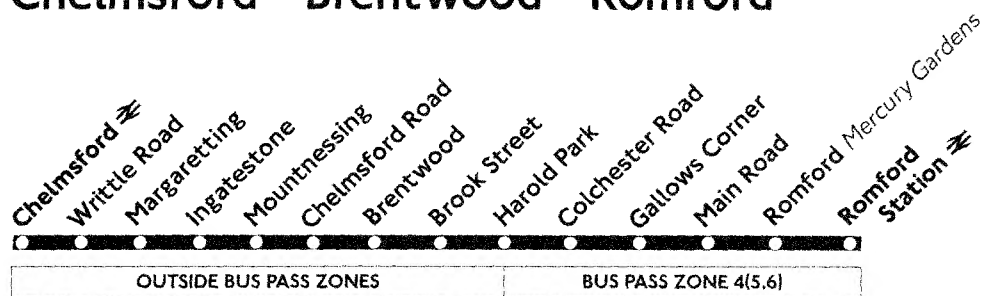 Chelmsford Brentwood Romford
Chelmsford
Writtle Road
Margaretting
Ingatestone
Mountnessing
Chelmsford Road
Brentwood
Brook Street
Harold Park
Colchester Road
Gallows Corner
Main Road
Romford Mercury Gardens
Romford
Station
OUTSIDE BUS PASS ZONES
BUS PASS ZONE 4(5.6)